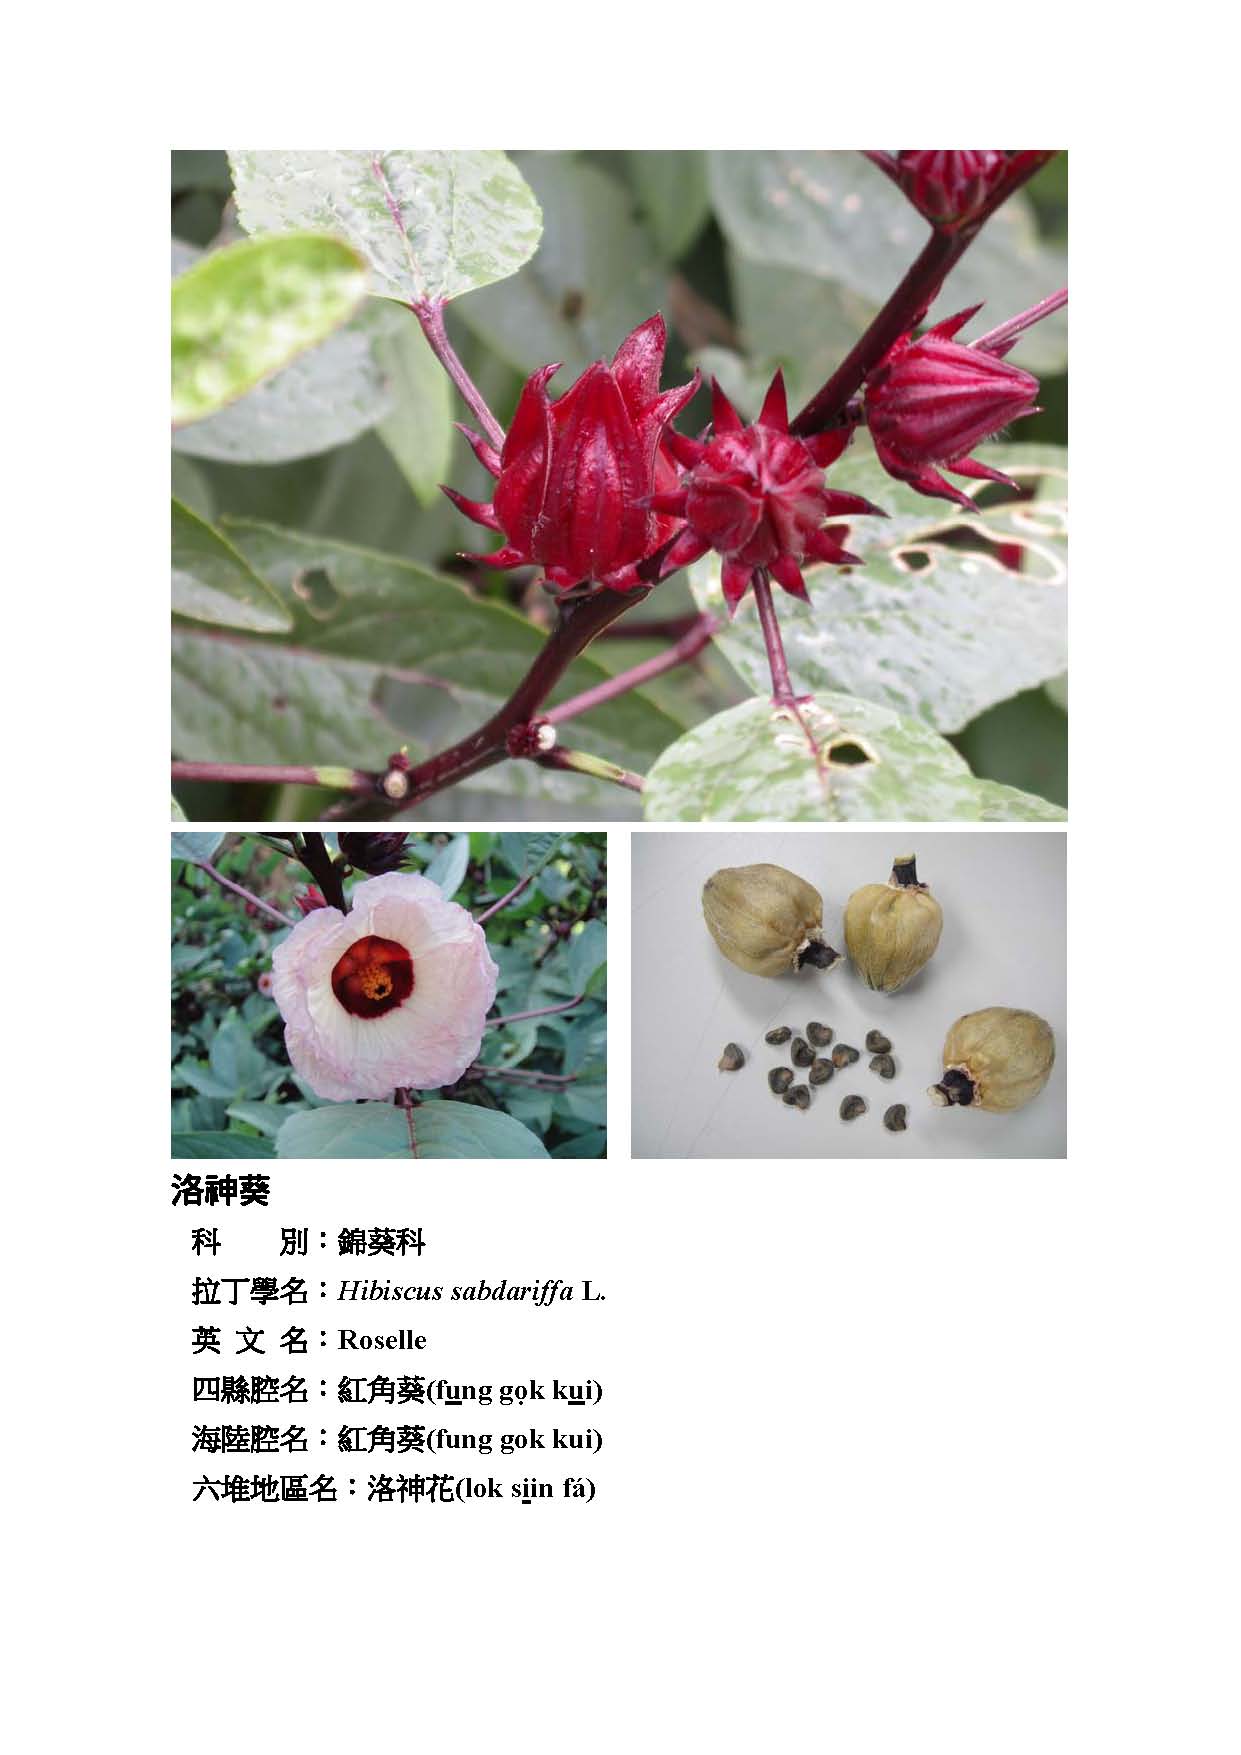 洛神葵
科　　別：錦葵科
拉丁學名：Hibiscus sabdariffa L.
英 文 名：Roselle
四縣腔名：紅角葵(fu̲ng gọk ku̲i)
海陸腔名：紅角葵(fung gok kui)
六堆地區名：洛神花(lok si̲in fá)